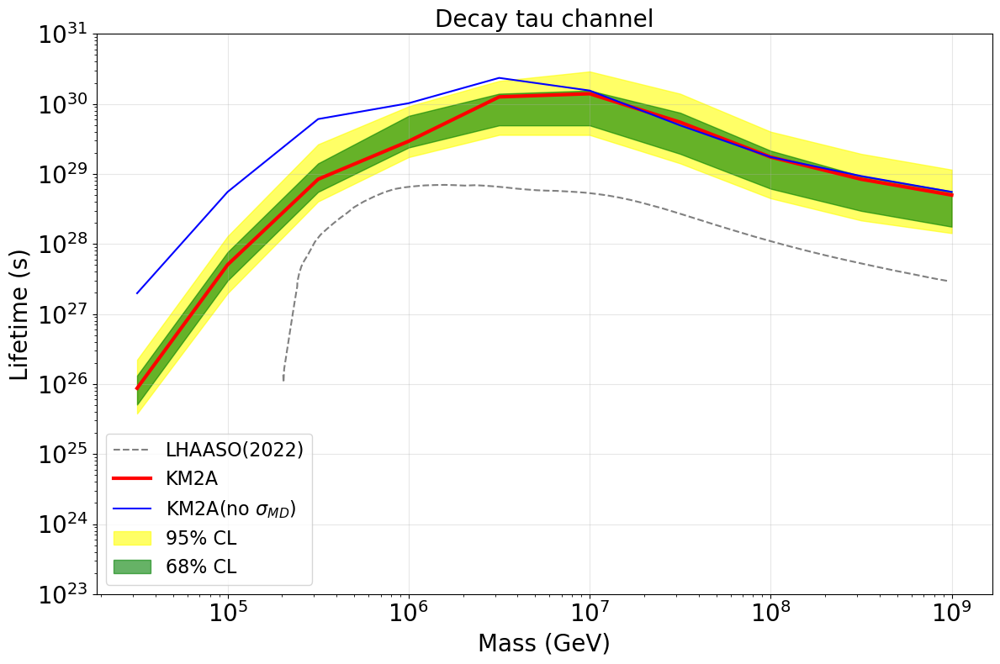 Decay tau channel
10^31
10^30
10^29
10^28
10^27
10^26
10^25
10^24
10^23
Lifetime (s)
LHAASO(2022)
KM2A
KM2A(no σ_MD)
95% CL
68% CL
10^5 10^6 10^7 10^8 10^9
Mass (GeV)